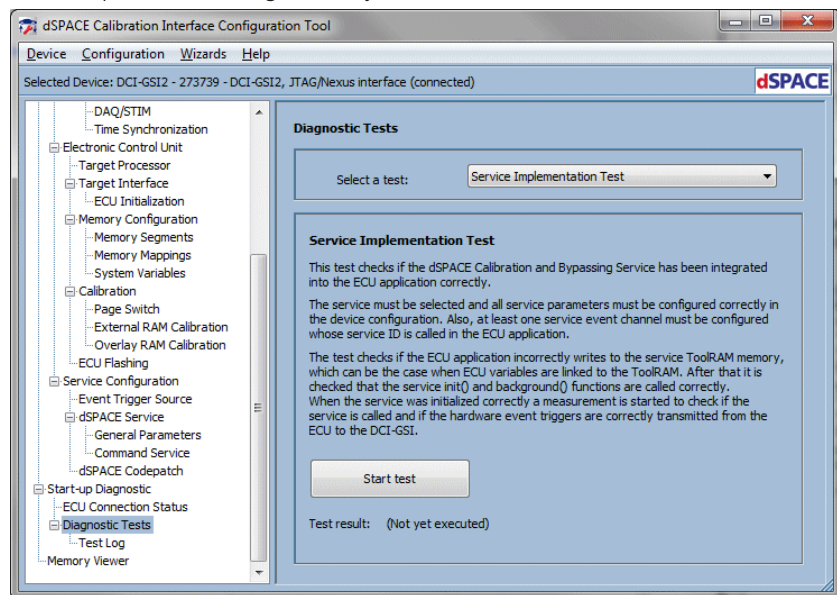 dSPACE Calibration Interface Configuration Tool
Device Configuration Wizards Help
Selected Device: DCI-GSI2 - 273739 - DCI-GSI2, JTAG/Nexus interface (connected)
dSPACE
DAQ/STIM
Time Synchronization
Electronic Control Unit
Target Processor
Target Interface
ECU Initialization
Memory Configuration
Memory Segments
Memory Mappings
System Variables
Calibration
Page Switch
External RAM Calibration
Overlay RAM Calibration
ECU Flashing
Service Configuration
Event Trigger Source
dSPACE Service
General Parameters
Command Service
dSPACE Codepatch
Start-up Diagnostic
ECU Connection Status
Diagnostic Tests
Test Log
Memory Viewer
Diagnostic Tests
Select a test: Service Implementation Test
Service Implementation Test
This test checks if the dSPACE Calibration and Bypassing Service has been integrated
into the ECU application correctly.
The service must be selected and all service parameters must be configured correctly in
the device configuration. Also, at least one service event channel must be configured
whose service ID is called in the ECU application.
The test checks if the ECU application incorrectly writes to the service ToolRAM memory,
which can be the case when ECU variables are linked to the ToolRAM. After that it is
checked that the service init() and background() functions are called correctly.
When the service was initialized correctly a measurement is started to check if the
service is called and if the hardware event triggers are correctly transmitted from the
ECU to the DCI-GSI.
Start test
Test result: (Not yet executed)